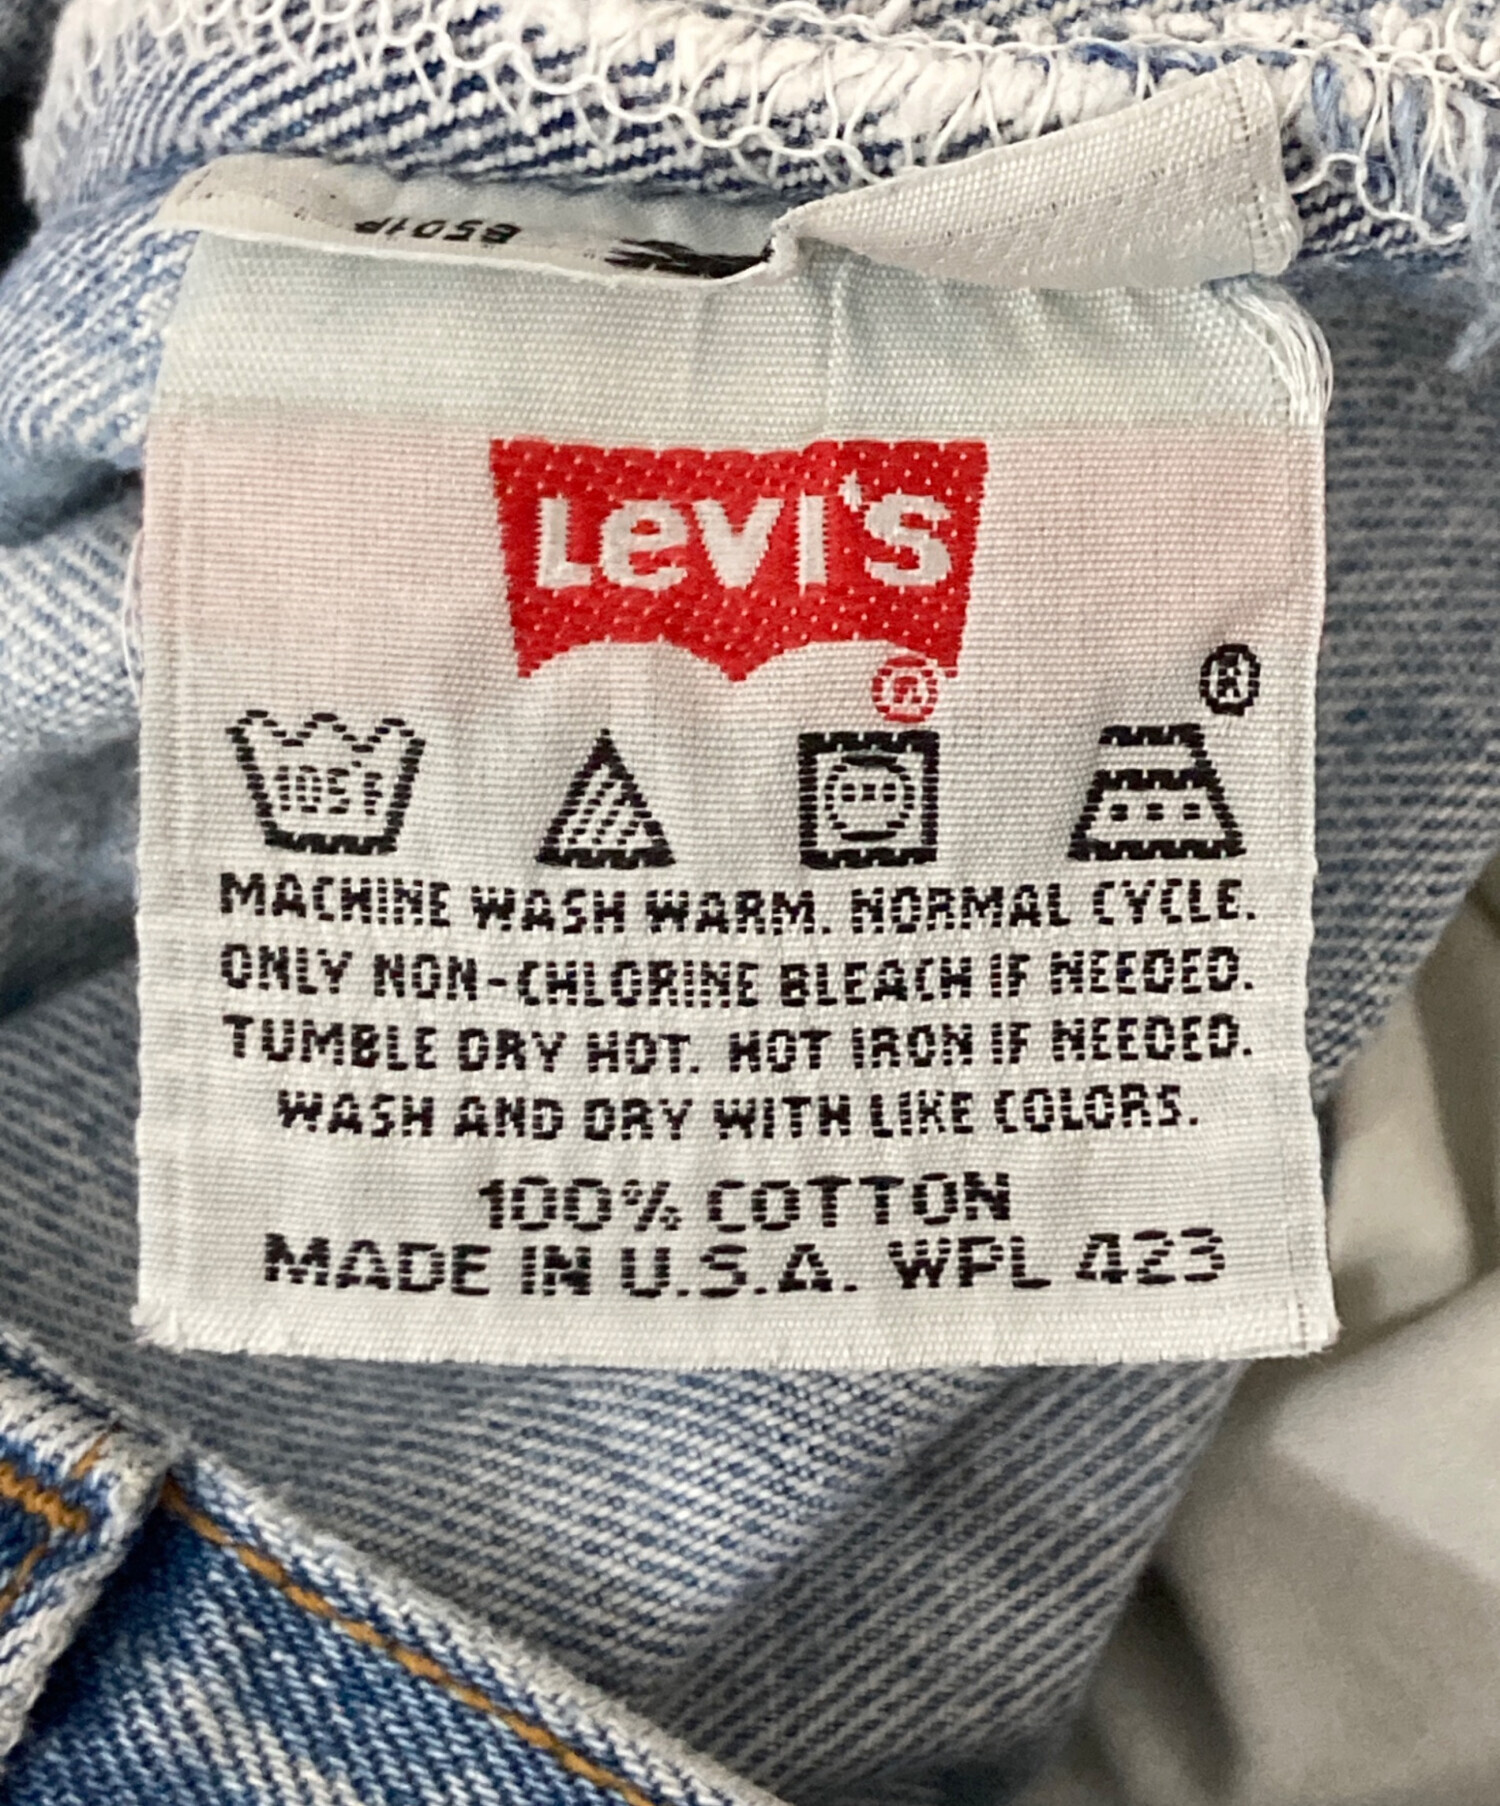 LEVI'S
®
®
105°F
MACHINE WASH WARM. NORMAL CYCLE.
ONLY NON-CHLORINE BLEACH IF NEEDED.
TUMBLE DRY HOT. HOT IRON IF NEEDED.
WASH AND DRY WITH LIKE COLORS.
100% COTTON
MADE IN U.S.A. WPL 423